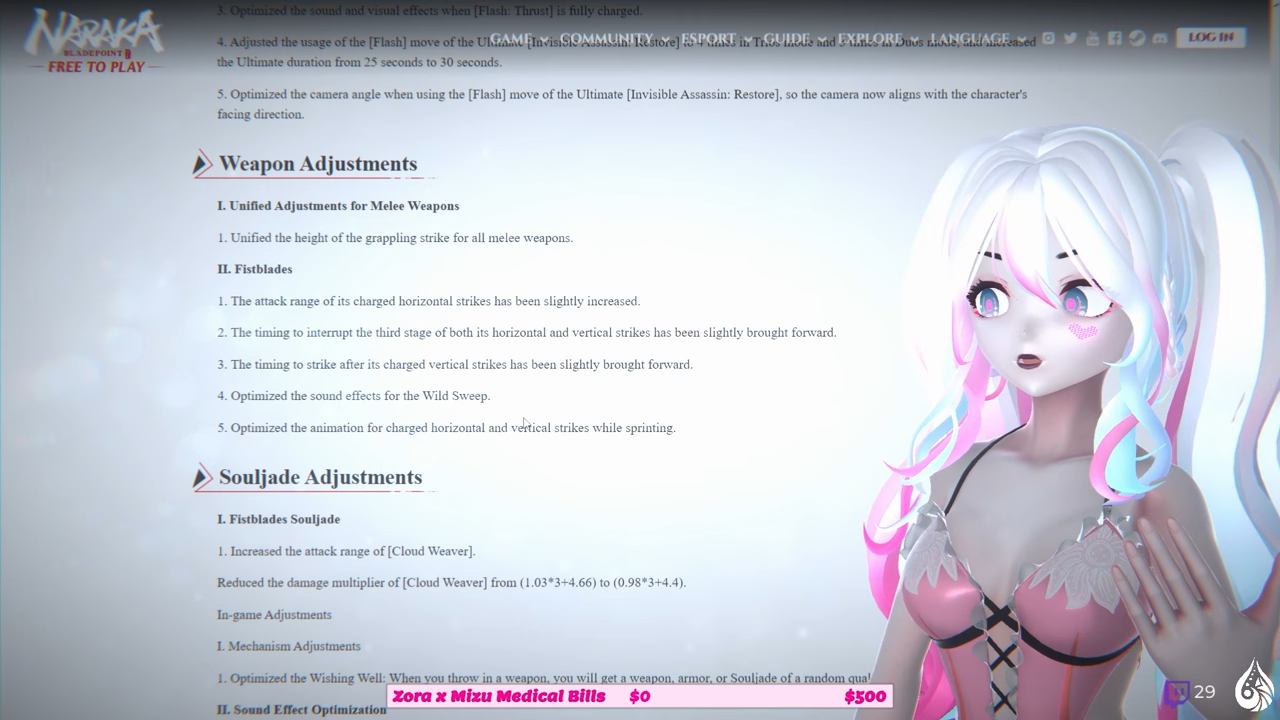 3. Optimized the sound and visual effects when [Flash: Thrust] is fully charged.
NARAKA
BLADEPOINT
FREE TO PLAY
GAME COMMUNITY ESPORT GUIDE EXPLORE LANGUAGE LOG IN
4. Adjusted the usage of the [Flash] move of the Ultimate [Invisible Assassin: Restore] to times in Trios mode and times in Duos mode, and increased
the Ultimate duration from 25 seconds to 30 seconds.
5. Optimized the camera angle when using the [Flash] move of the Ultimate [Invisible Assassin: Restore], so the camera now aligns with the character's
facing direction.
Weapon Adjustments
I. Unified Adjustments for Melee Weapons
1. Unified the height of the grappling strike for all melee weapons.
II. Fistblades
1. The attack range of its charged horizontal strikes has been slightly increased.
2. The timing to interrupt the third stage of both its horizontal and vertical strikes has been slightly brought forward.
3. The timing to strike after its charged vertical strikes has been slightly brought forward.
4. Optimized the sound effects for the Wild Sweep.
5. Optimized the animation for charged horizontal and vertical strikes while sprinting.
Souljade Adjustments
I. Fistblades Souljade
1. Increased the attack range of [Cloud Weaver].
Reduced the damage multiplier of [Cloud Weaver] from (1.03*3+4.66) to (0.98*3+4.4).
In-game Adjustments
I. Mechanism Adjustments
1. Optimized the Wishing Well: When you throw in a weapon, you will get a weapon, armor, or Souljade of a random qua
Zora x Mizu Medical Bills $0 $500
29
II. Sound Effect Optimization